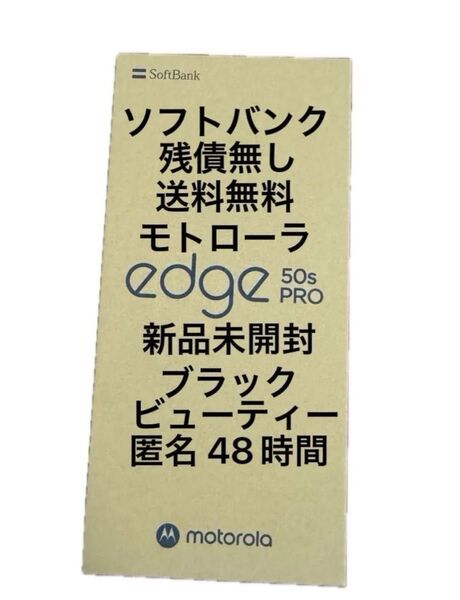 SoftBank
ソフトバンク
残債無し
送料無料
モトローラ
edge 50s
PRO
新品未開封
ブラック
ビューティー
匿名 48時間
motorola